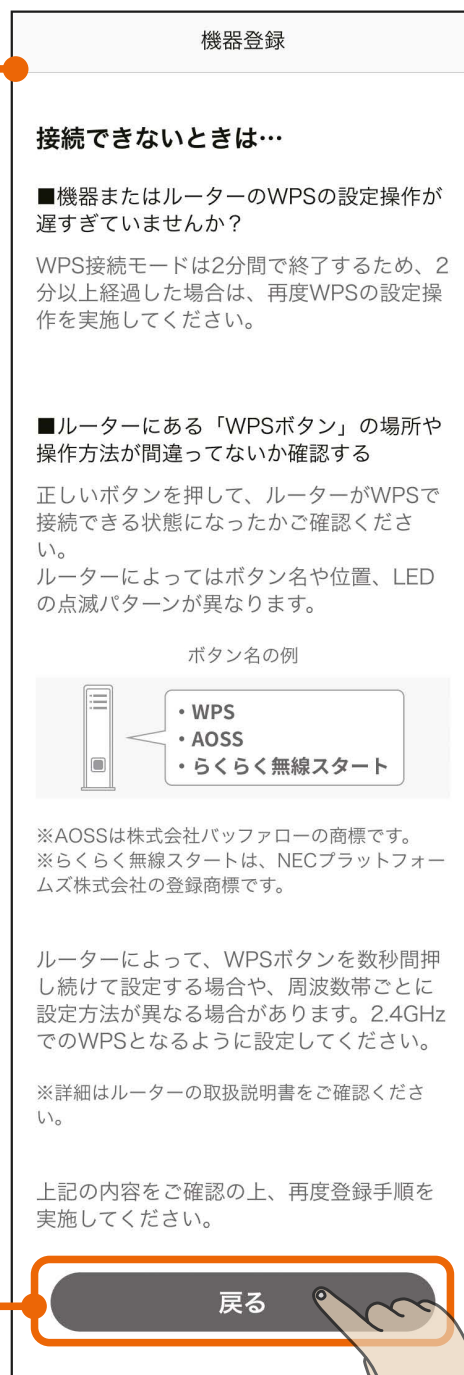 機器登録
接続できないときは…
■機器またはルーターのWPSの設定操作が
遅すぎていませんか？
WPS接続モードは2分間で終了するため、2
分以上経過した場合は、再度WPSの設定操
作を実施してください。
■ルーターにある「WPSボタン」の場所や
操作方法が間違ってないか確認する
正しいボタンを押して、ルーターがWPSで
接続できる状態になったかご確認くださ
い。
ルーターによってはボタン名や位置、LED
の点滅パターンが異なります。
ボタン名の例
・WPS
・AOSS
・らくらく無線スタート
※AOSSは株式会社バッファローの商標です。
※らくらく無線スタートは、NECプラットフォー
ムズ株式会社の登録商標です。
ルーターによって、WPSボタンを数秒間押
し続けて設定する場合や、周波数帯ごとに
設定方法が異なる場合があります。2.4GHz
でのWPSとなるように設定してください。
※詳細はルーターの取扱説明書をご確認くださ
い。
上記の内容をご確認の上、再度登録手順を
実施してください。
戻る